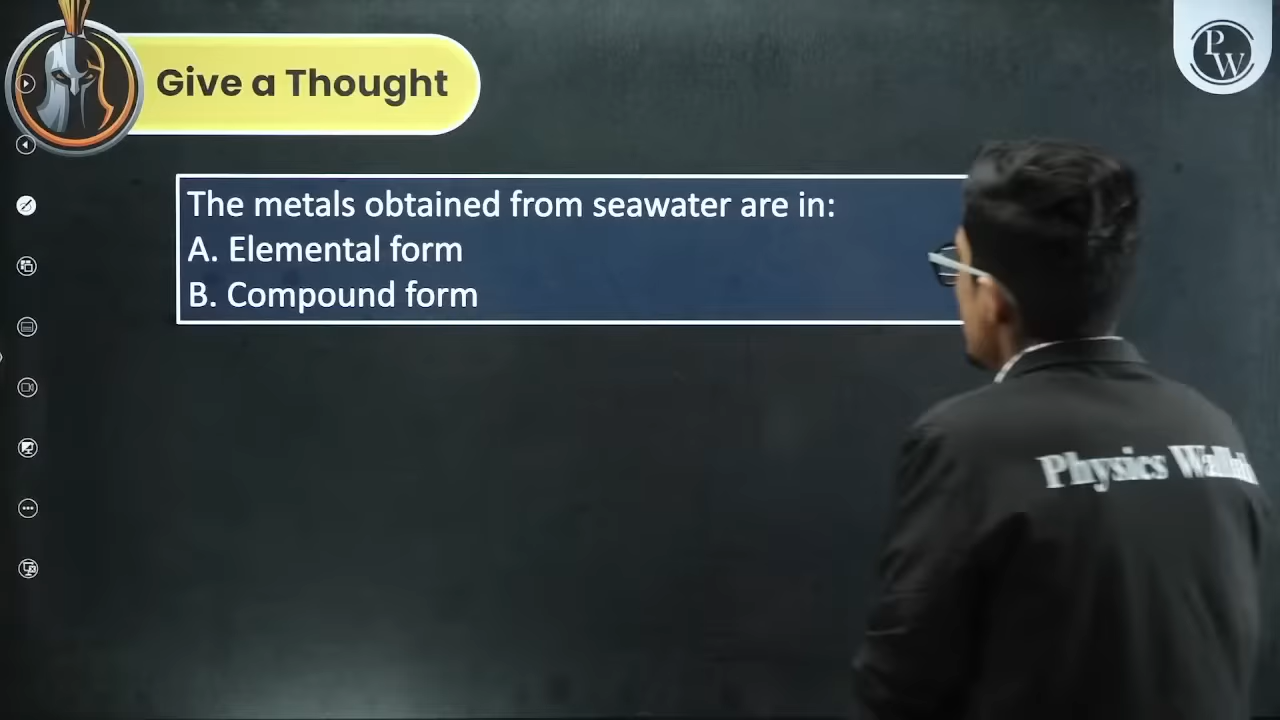 Give a Thought
P
W
The metals obtained from seawater are in:
A. Elemental form
B. Compound form
Physics Wallah